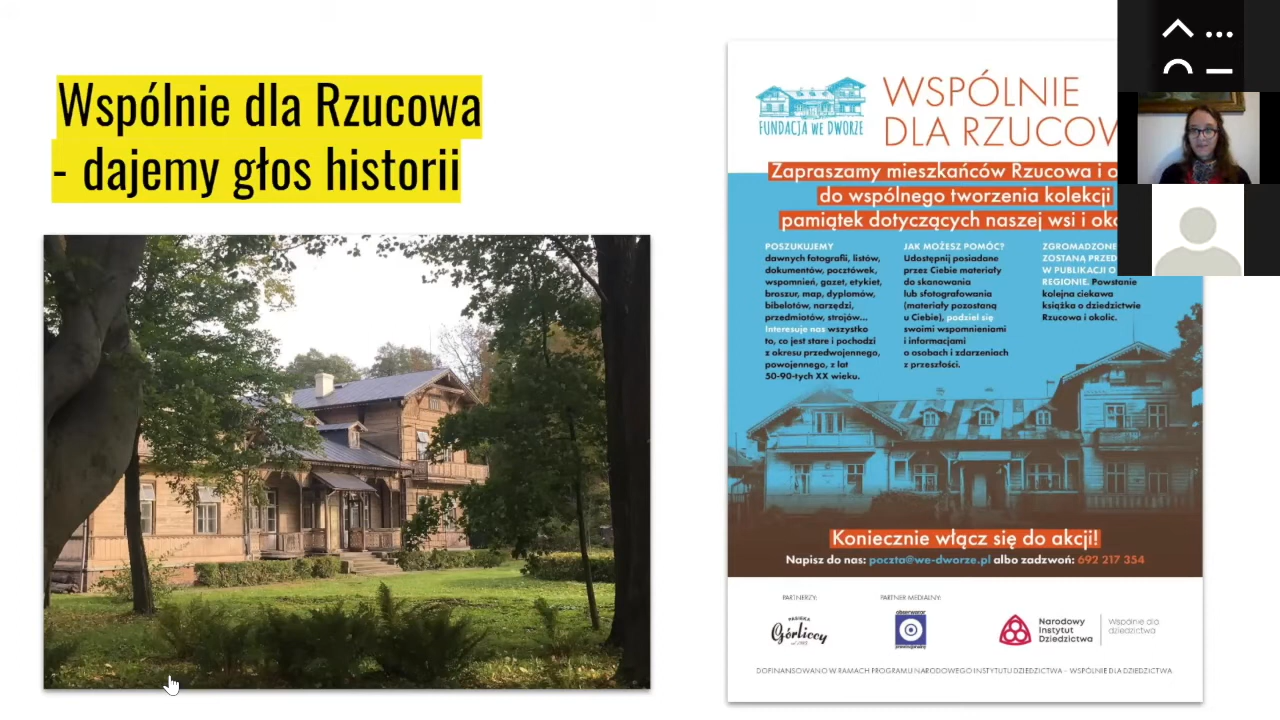 Wspólnie dla Rzucowa
- dajemy głos historii
FUNDACJA WE DWORZE
WSPÓLNIE
DLA RZUCOW
Zapraszamy mieszkańców Rzucowa i o
do wspólnego tworzenia kolekcji
pamiątek dotyczących naszej wsi i oko
POSZUKUJEMY
dawnych fotografii, listów,
dokumentów, pocztówek,
wspomnień, gazet, etykiet,
broszur, map, dyplomów,
bibelotów, narzędzi,
przedmiotów, strojów...
Interesuje nas wszystko
to, co jest stare i pochodzi
z okresu przedwojennego,
powojennego, z lat
50-90-tych XX wieku.
JAK MOŻESZ POMÓC?
Udostępnij posiadane
przez Ciebie materiały
do skanowania
lub sfotografowania
(materiały pozostaną
u Ciebie), podziel się
swoimi wspomnieniami
i informacjami
o osobach i zdarzeniach
z przeszłości.
ZGROMADZONE
ZOSTANĄ PRZED
W PUBLIKACJI O
REGIONIE. Powstanie
kolejna ciekawa
książka o dziedzictwie
Rzucowa i okolic.
Koniecznie włącz się do akcji!
Napisz do nas: poczta@we-dworze.pl albo zadzwoń: 692 217 354
PARTNERZY:
PARTNER MEDIALNY:
PASIEKA
Górliccy
Narodowy
Instytut
Dziedzictwa
Wspólnie dla
dziedzictwa
DOFINANSOWANO W RAMACH PROGRAMU NARODOWEGO INSTYTUTU DZIEDZICTWA - WSPÓLNIE DLA DZIEDZICTWA